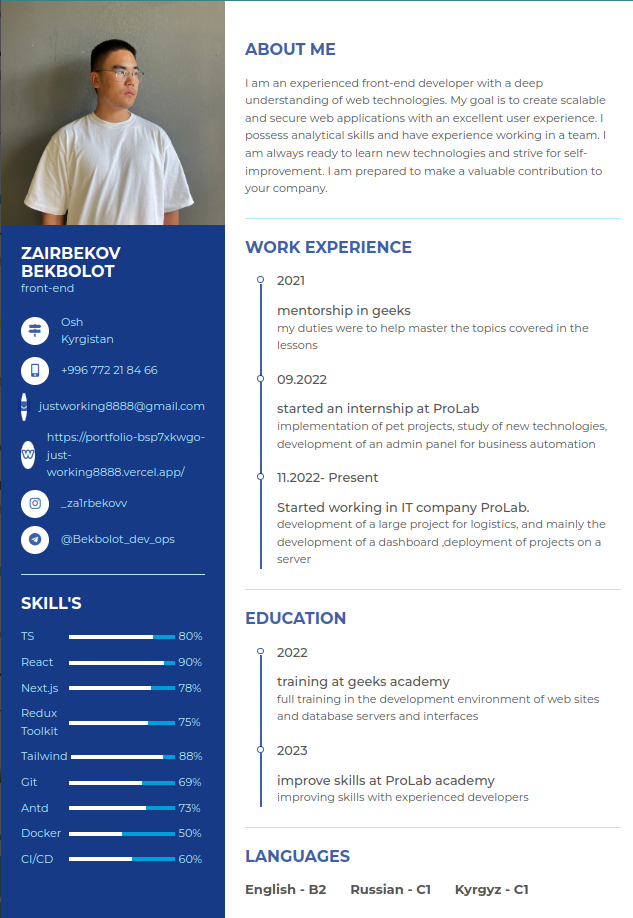 ZAIRBEKOV
BEKBOLOT
front-end
Osh
Kyrgistan
+996 772 21 84 66
justworking8888@gmail.com
https://portfolio-bsp7xkwgo-
just-
working8888.vercel.app/
_za1rbekovv
@Bekbolot_dev_ops
SKILL'S
TS 80%
React 90%
Next.js 78%
Redux
Toolkit 75%
Tailwind 88%
Git 69%
Antd 73%
Docker 50%
CI/CD 60%
ABOUT ME
I am an experienced front-end developer with a deep
understanding of web technologies. My goal is to create scalable
and secure web applications with an excellent user experience. I
possess analytical skills and have experience working in a team. I
am always ready to learn new technologies and strive for self-
improvement. I am prepared to make a valuable contribution to
your company.
WORK EXPERIENCE
2021
mentorship in geeks
my duties were to help master the topics covered in the
lessons
09.2022
started an internship at ProLab
implementation of pet projects, study of new technologies,
development of an admin panel for business automation
11.2022- Present
Started working in IT company ProLab.
development of a large project for logistics, and mainly the
development of a dashboard ,deployment of projects on a
server
EDUCATION
2022
training at geeks academy
full training in the development environment of web sites
and database servers and interfaces
2023
improve skills at ProLab academy
improving skills with experienced developers
LANGUAGES
English - B2 Russian - C1 Kyrgyz - C1